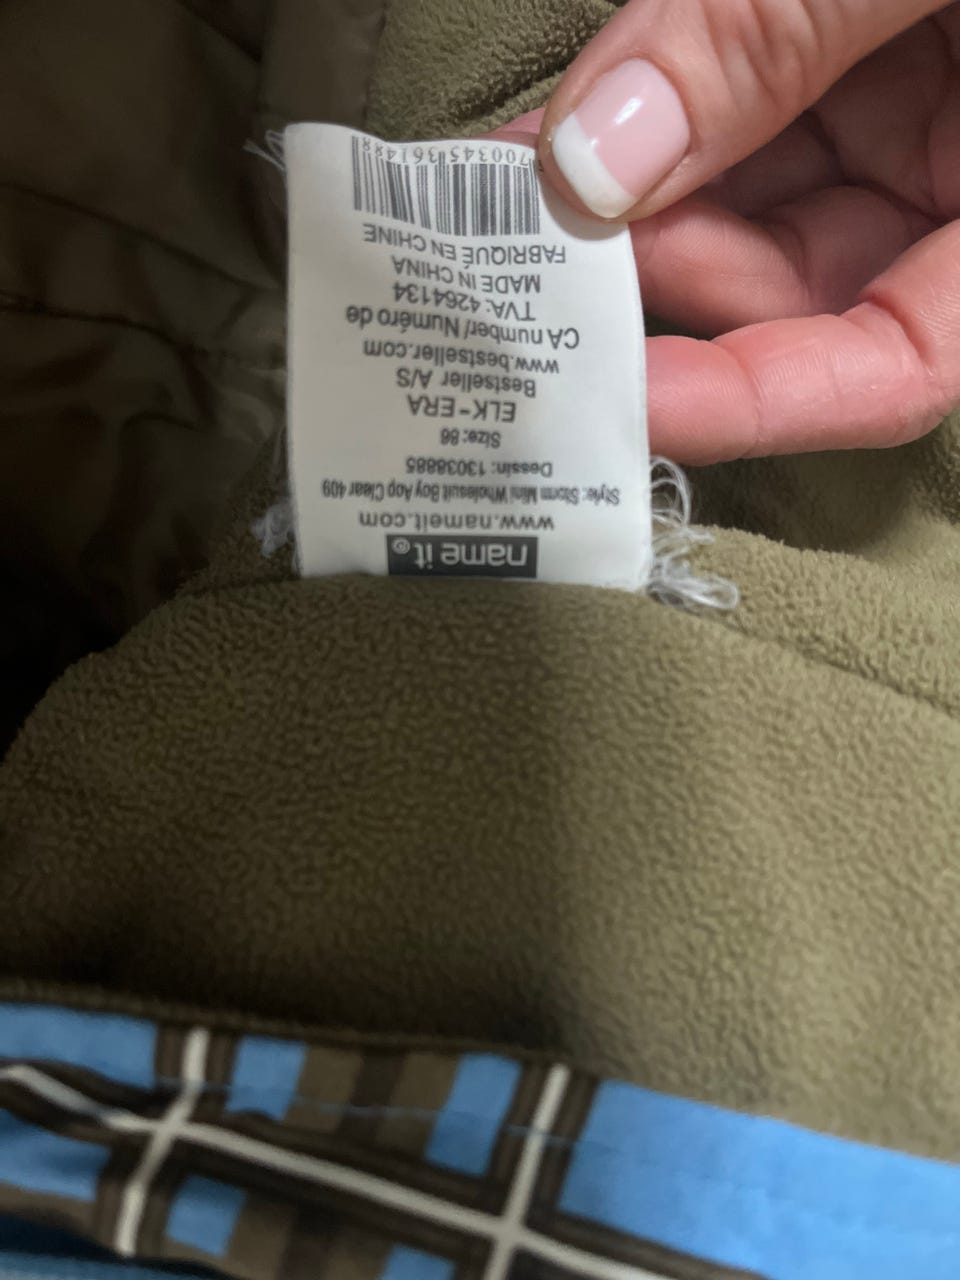 name it®
www.nameit.com
Style: Storm Mini Wholesuit Boy Aop Clear 409
Dessin: 13038885
Size: 86
ELK-ERA
Bestseller A/S
www.bestseller.com
CA number/ Numéro de
TVA: 4264134
MADE IN CHINA
FABRIQUÉ EN CHINE
700345361488